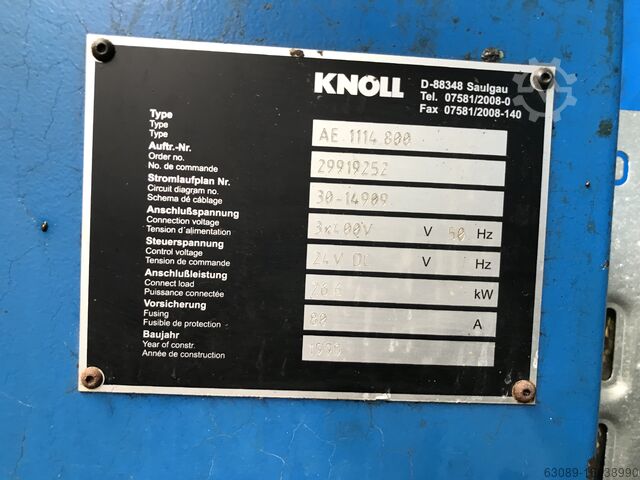 KNOLL
D-88348 Saulgau
Tel. 07581/2008-0
Fax 07581/2008-140
Type
Type
Type
AE 1114 800
Auftr.-Nr.
Order no.
No. de commande
29919252
Stromlaufplan Nr.
Circuit diagram no.
Schema de câblage
30-14909
Anschlußspannung
Connection voltage
Tension d´alimentation
3x400V V 50 Hz
Steuerspannung
Control voltage
Tension de commande
24V DC V Hz
Anschlußleistung
Connect load
Puissance connectée
kW
Vorsicherung
Fusing
Fusible de protection
80 A
Baujahr
Year of constr.
Année de construction
63089-